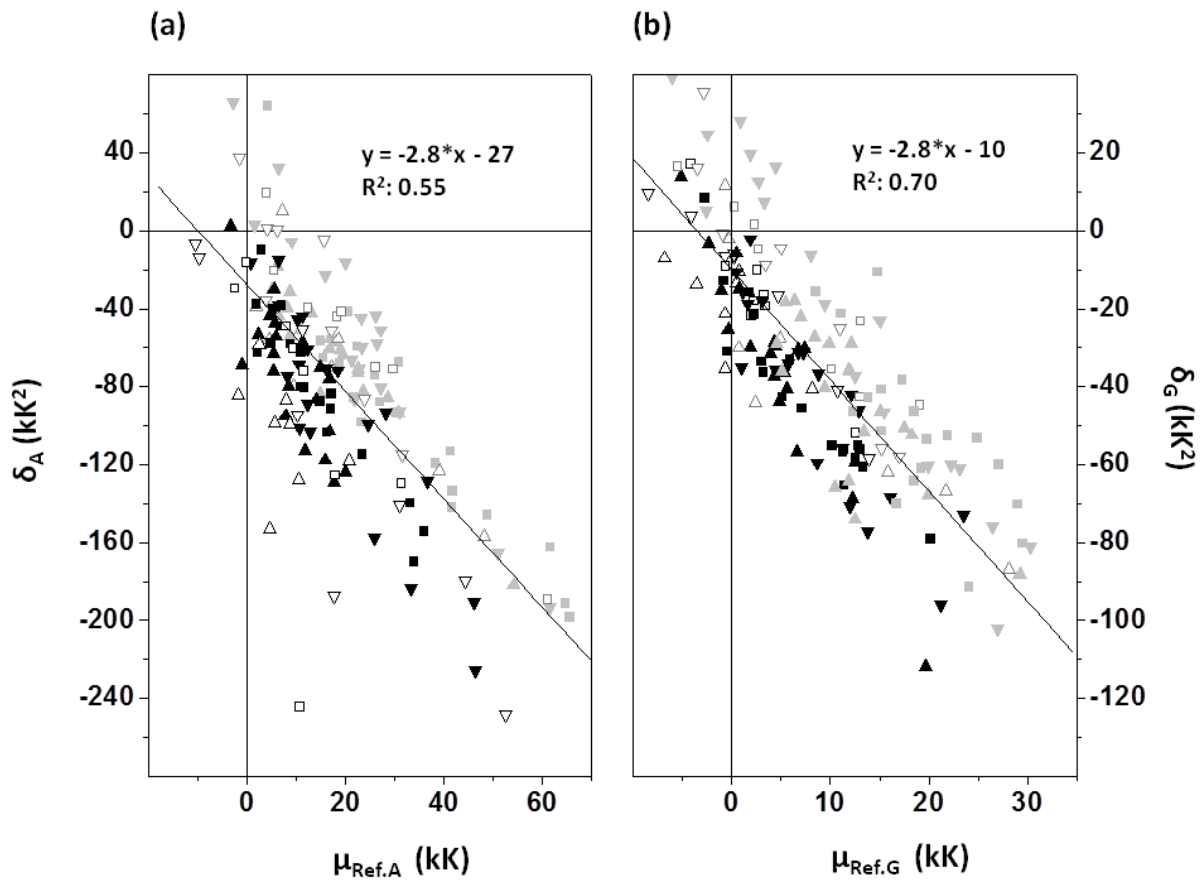 (a)
(b)
y = -2.8*x - 27
R²: 0.55
y = -2.8*x - 10
R²: 0.70
40
0
-40
-80
-120
-160
-200
-240
20
0
-20
-40
-60
-80
-100
-120
0 20 40 60
0 10 20 30
δA (kK²)
δG (kK²)
μRef.A (kK)
μRef.G (kK)